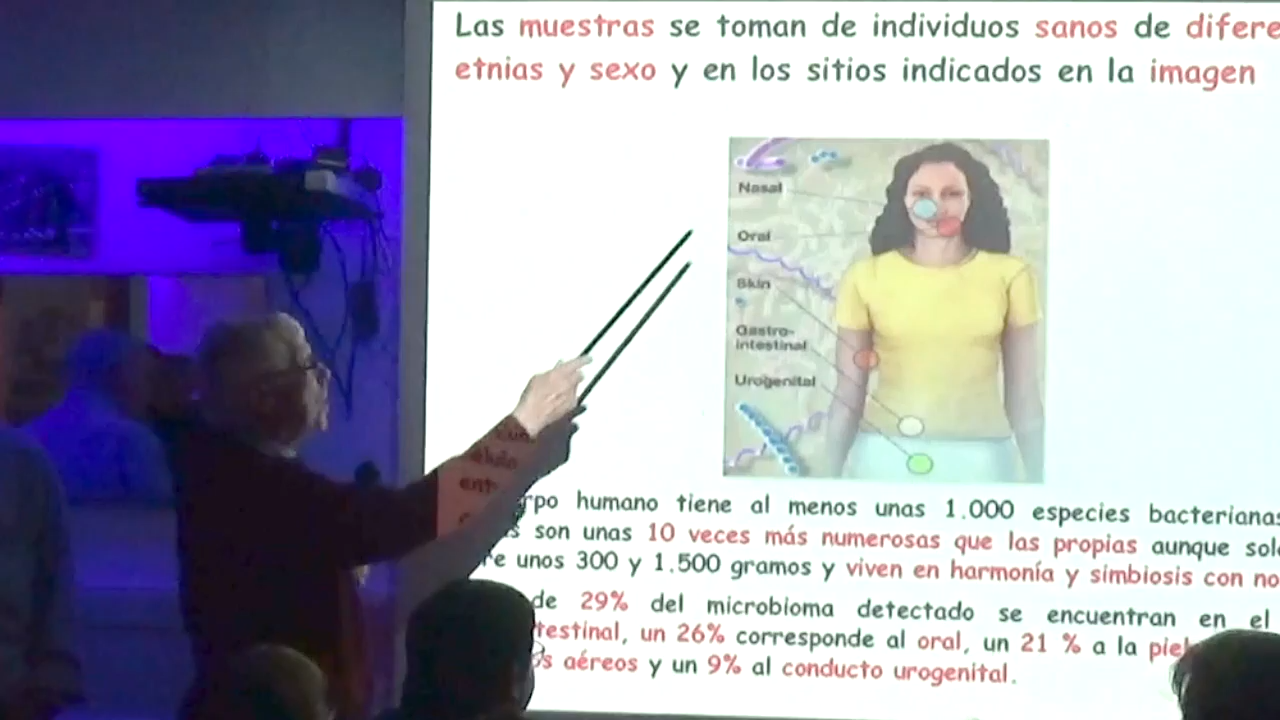 Las muestras se toman de individuos sanos de difere
etnias y sexo y en los sitios indicados en la imagen
Nasal
Oral
Skin
Gastro-
intestinal
Urogenital
rpo humano tiene al menos unas 1.000 especies bacterianas
s son unas 10 veces más numerosas que las propias aunque sol
re unos 300 y 1.500 gramos y viven en harmonía y simbiosis con no
de 29% del microbioma detectado se encuentran en el
testinal, un 26% corresponde al oral, un 21 % a la piel
s aéreos y un 9% al conducto urogenital.